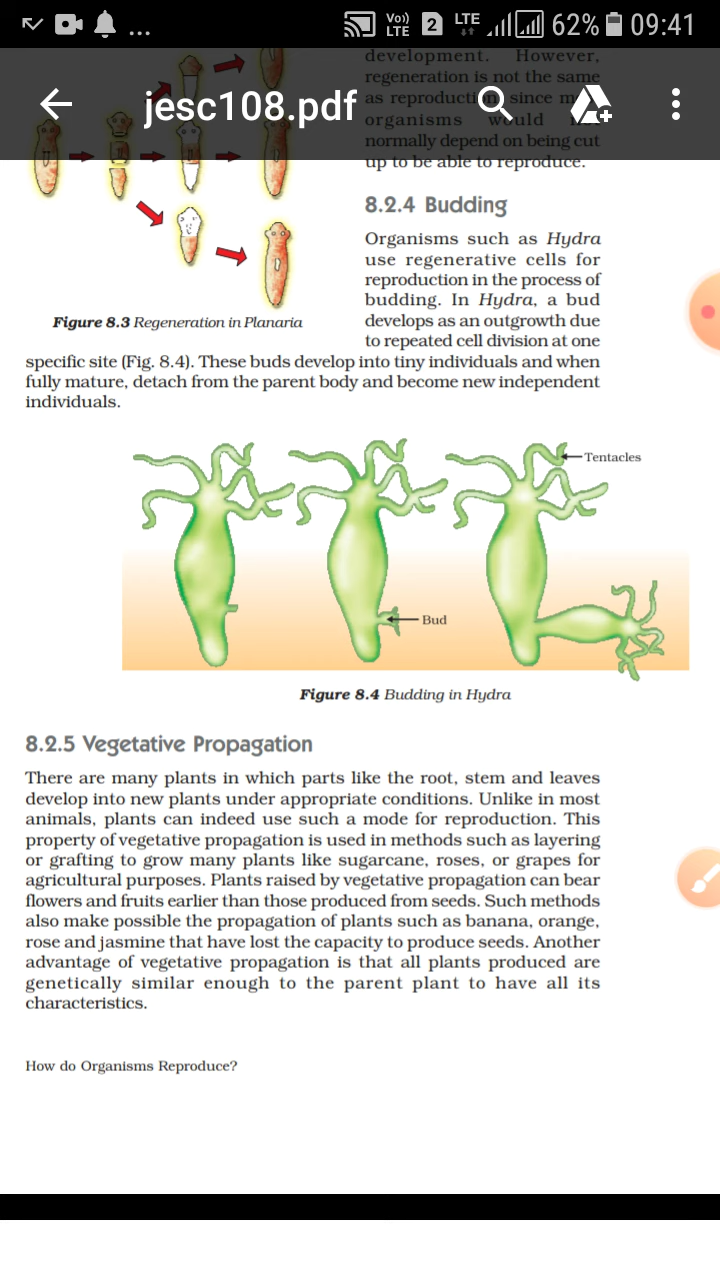 Vo))
LTE
2
LTE
62%
09:41
jesc108.pdf
development. However,
regeneration is not the same
as reproduction, since
organisms would
normally depend on being cut
up to be able to reproduce.
8.2.4 Budding
Organisms such as Hydra
use regenerative cells for
reproduction in the process of
budding. In Hydra, a bud
develops as an outgrowth due
to repeated cell division at one
specific site (Fig. 8.4). These buds develop into tiny individuals and when
fully mature, detach from the parent body and become new independent
individuals.
Figure 8.3 Regeneration in Planaria
Tentacles
Bud
Figure 8.4 Budding in Hydra
8.2.5 Vegetative Propagation
There are many plants in which parts like the root, stem and leaves
develop into new plants under appropriate conditions. Unlike in most
animals, plants can indeed use such a mode for reproduction. This
property of vegetative propagation is used in methods such as layering
or grafting to grow many plants like sugarcane, roses, or grapes for
agricultural purposes. Plants raised by vegetative propagation can bear
flowers and fruits earlier than those produced from seeds. Such methods
also make possible the propagation of plants such as banana, orange,
rose and jasmine that have lost the capacity to produce seeds. Another
advantage of vegetative propagation is that all plants produced are
genetically similar enough to the parent plant to have all its
characteristics.
How do Organisms Reproduce?